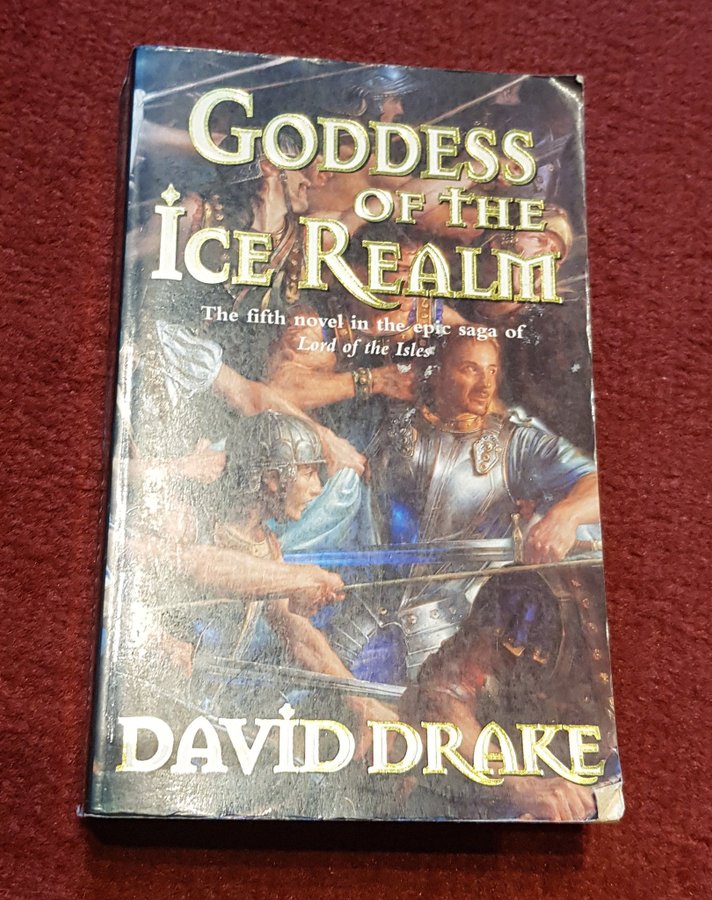 GODDESS
OF THE
ICE REALM
The fifth novel in the epic saga of
Lord of the Isles
DAVID DRAKE